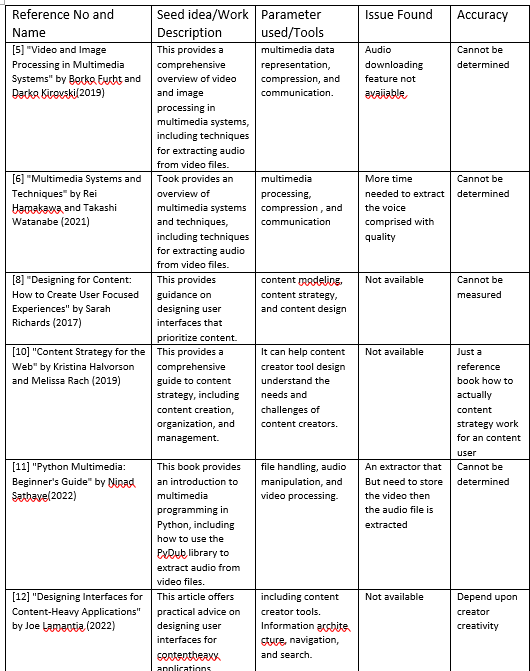 Reference No and Name
Seed idea/Work Description
Parameter used/Tools
Issue Found
Accuracy
[5] "Video and Image
Processing in Multimedia
Systems" by Borko Furht and
Darko Kirovski(2019)
This provides a
comprehensive
overview of video
and image
processing in
multimedia systems,
including techniques
for extracting audio
from video files.
multimedia data
representation,
compression, and
communication.
Audio
downloading
feature not
avajiable
Cannot be
determined
[6] "Multimedia Systems and
Techniques" by Rei
Hamakawa and Takashi
Watanabe (2021)
Took provides an
overview of
multimedia systems
and techniques,
including techniques
for extracting audio
from video files.
multimedia
processing,
compression , and
communication
More time
needed to extract
the voice
comprised with
quality
Cannot be
determined
[8] "Designing for Content:
How to Create User Focused
Experiences" by Sarah
Richards (2017)
This provides
guidance on
designing user
interfaces that
prioritize content.
content modeling,
content strategy,
and content design
Not available
Cannot be
measured
[10] "Content Strategy for the
Web" by Kristina Halvorson
and Melissa Rach (2019)
This provides a
comprehensive
guide to content
strategy, including
content creation,
organization, and
management.
It can help content
creator tool design
understand the
needs and
challenges of
content creators.
Not available
Just a
reference
book how to
actually
content
strategy work
for an content
user
[11] "Python Multimedia:
Beginner's Guide" by Ninad
Sathaye(2022)
This book provides
an introduction to
multimedia
programming in
Python, including
how to use the
PyDub library to
extract audio from
video files.
file handling, audio
manipulation, and
video processing.
An extractor that
But need to store
the video then
the audio file is
extracted
Cannot be
determined
[12] "Designing Interfaces for
Content-Heavy Applications"
by Joe Lamantia (2022)
This article offers
practical advice on
designing user
interfaces for
contentheavy
applications
including content
creator tools.
Information archite
cture, navigation,
and search.
Not available
Depend upon
creator
creativity